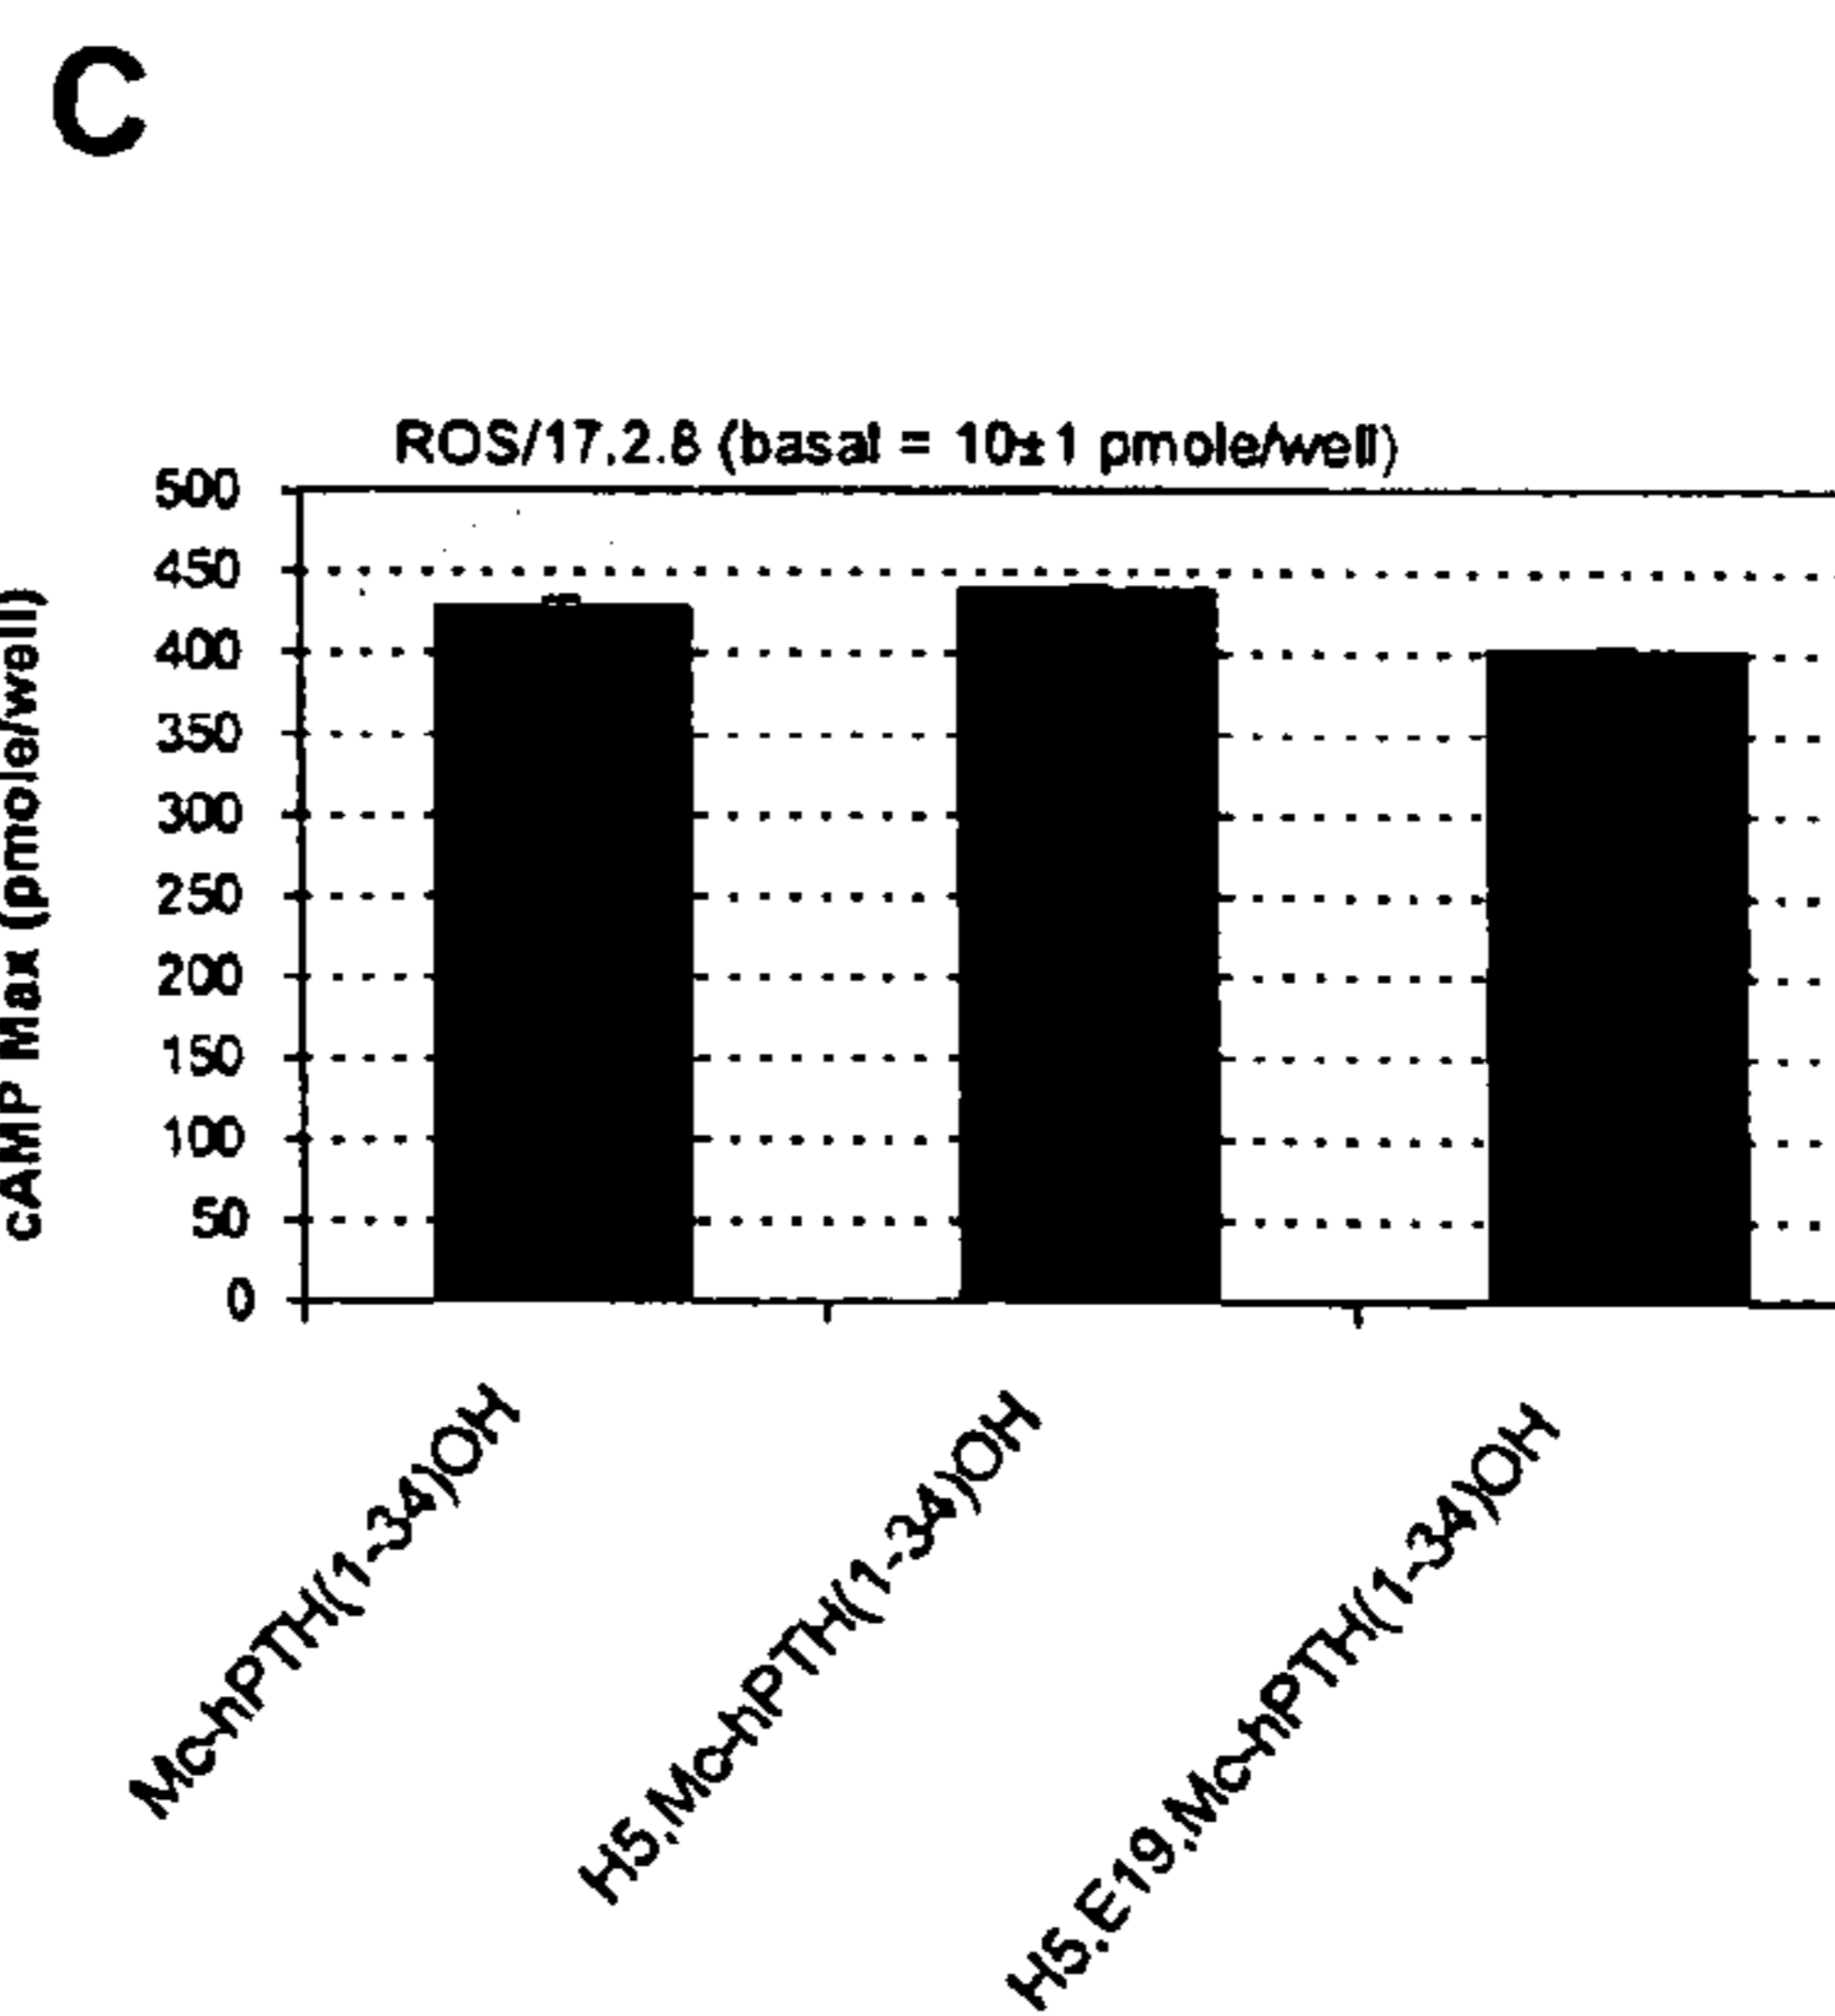 C
ROS/17.2.8 (basal = 10±1 pmole/well)
cAMP Max (pmole/well)
500
450
400
350
300
250
200
150
100
50
0
Mc-hPTH(1-34)OH
H5,Mc-hPTH(1-34)OH
H5.E19,Mc-hPTH(1-34)OH